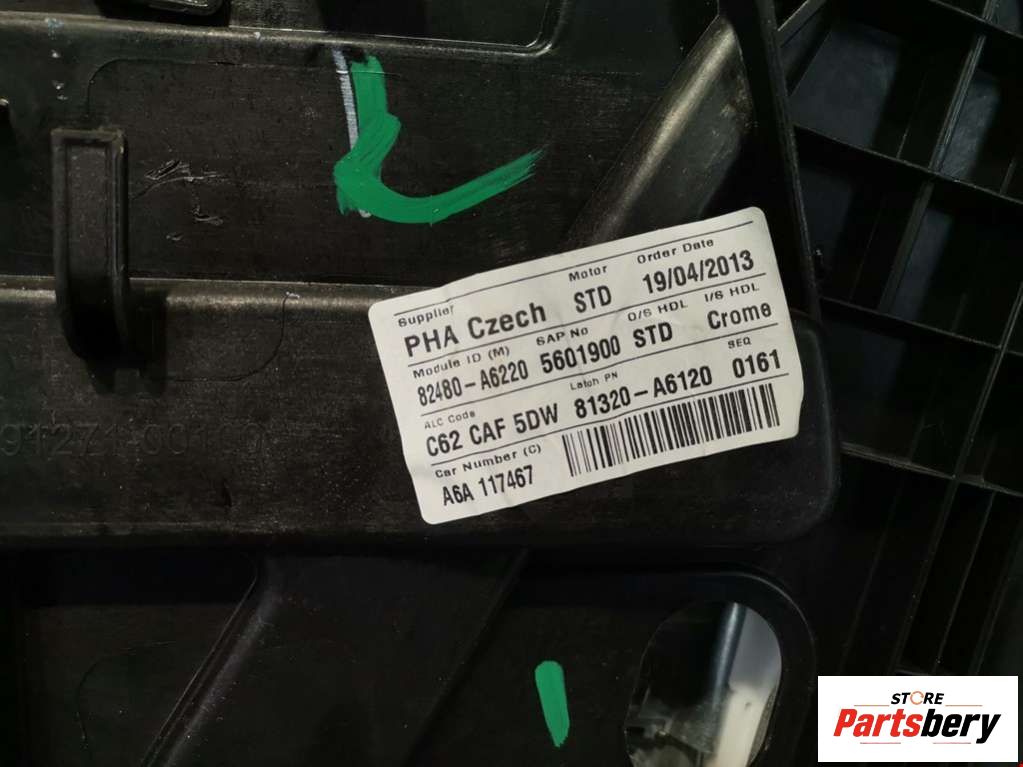 Supplier Motor Order Date
PHA Czech STD 19/04/2013
Module ID (M) SAP No O/S HDL I/S HDL
82480-A6220 5601900 STD Crome
ALC Code Latch PN SEQ
C62 CAF 5DW 81320-A6120 0161
Car Number (C)
A6A 117467
STORE
Partsbery